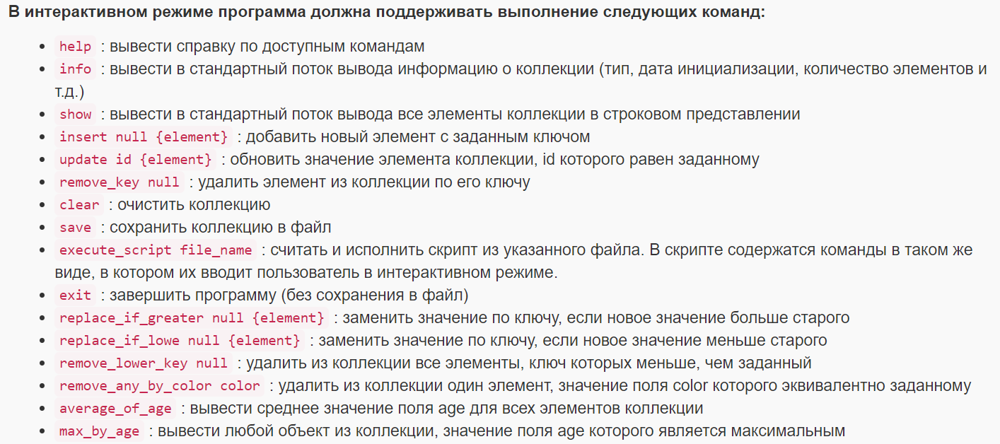 В интерактивном режиме программа должна поддерживать выполнение следующих команд:
• help : вывести справку по доступным командам
• info : вывести в стандартный поток вывода информацию о коллекции (тип, дата инициализации, количество элементов и
т.д.)
• show : вывести в стандартный поток вывода все элементы коллекции в строковом представлении
• insert null {element} : добавить новый элемент с заданным ключом
• update id {element} : обновить значение элемента коллекции, id которого равен заданному
• remove_key null : удалить элемент из коллекции по его ключу
• clear : очистить коллекцию
• save : сохранить коллекцию в файл
• execute_script file_name : считать и исполнить скрипт из указанного файла. В скрипте содержатся команды в таком же
виде, в котором их вводит пользователь в интерактивном режиме.
• exit : завершить программу (без сохранения в файл)
• replace_if_greater null {element} : заменить значение по ключу, если новое значение больше старого
• replace_if_lowe null {element} : заменить значение по ключу, если новое значение меньше старого
• remove_lower_key null : удалить из коллекции все элементы, ключ которых меньше, чем заданный
• remove_any_by_color color : удалить из коллекции один элемент, значение поля color которого эквивалентно заданному
• average_of_age : вывести среднее значение поля age для всех элементов коллекции
• max_by_age : вывести любой объект из коллекции, значение поля age которого является максимальным